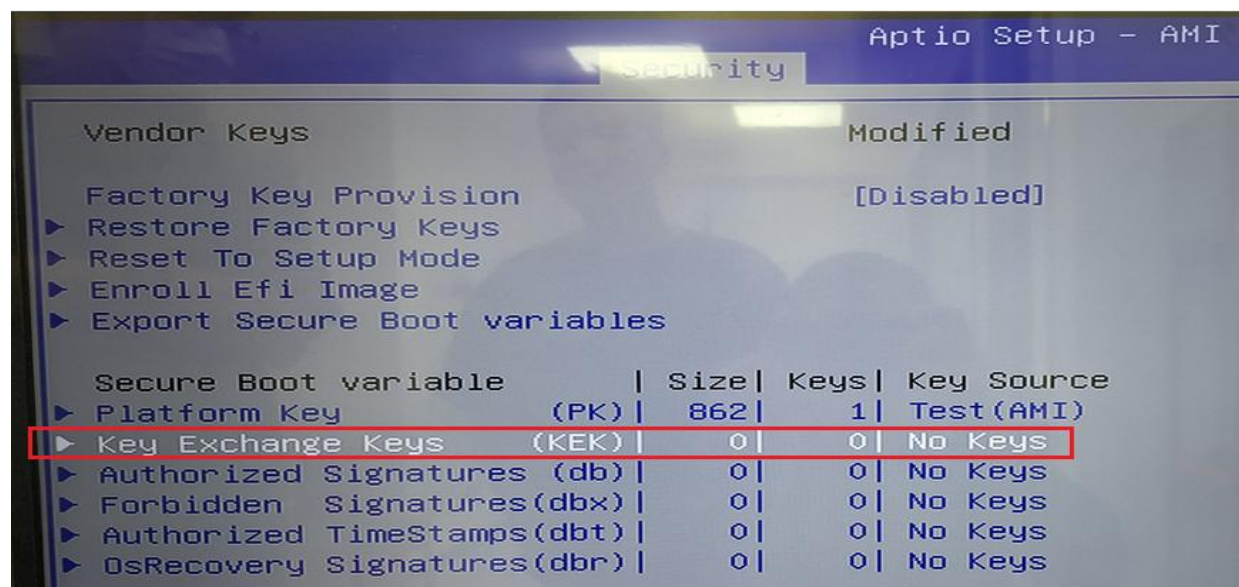 Aptio Setup - AMI
Security
Vendor Keys Modified
Factory Key Provision [Disabled]
► Restore Factory Keys
► Reset To Setup Mode
► Enroll Efi Image
► Export Secure Boot variables
Secure Boot variable | Size| Keys| Key Source
► Platform Key (PK)| 862| 1| Test(AMI)
► Key Exchange Keys (KEK)| 0| 0| No Keys
► Authorized Signatures (db)| 0| 0| No Keys
► Forbidden Signatures(dbx)| 0| 0| No Keys
► Authorized TimeStamps(dbt)| 0| 0| No Keys
► OsRecovery Signatures(dbr)| 0| 0| No Keys